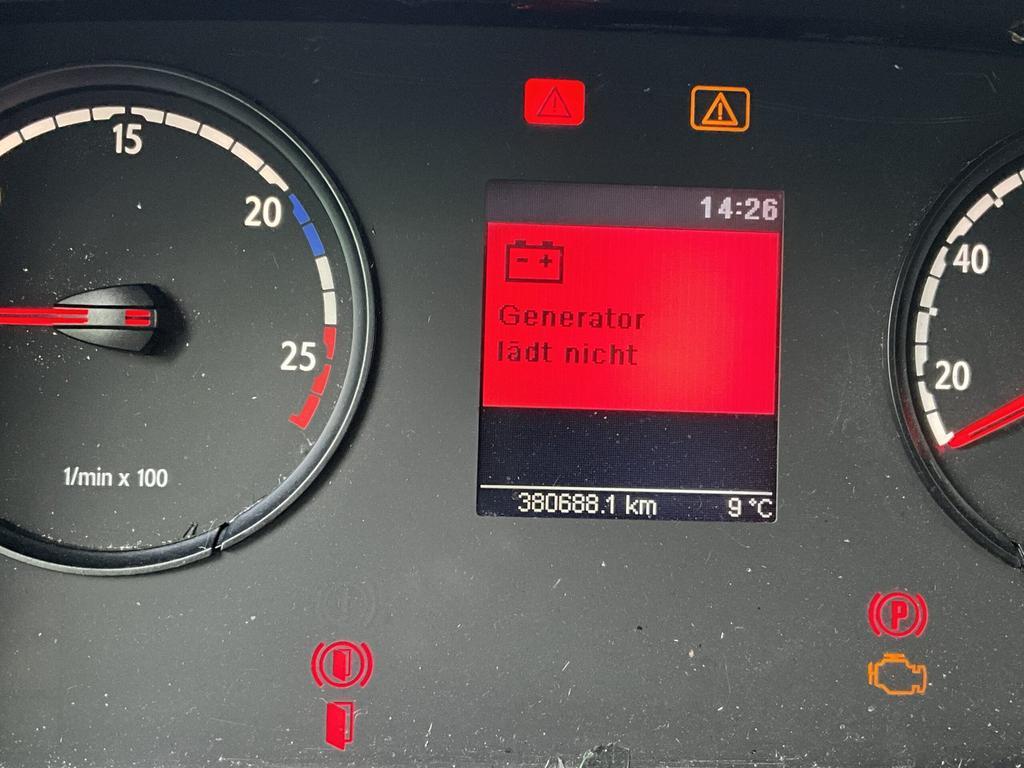 15
20
25
1/min x 100
14:26
- +
Generator
lädt nicht
380688.1 km 9 °C
40
20
P